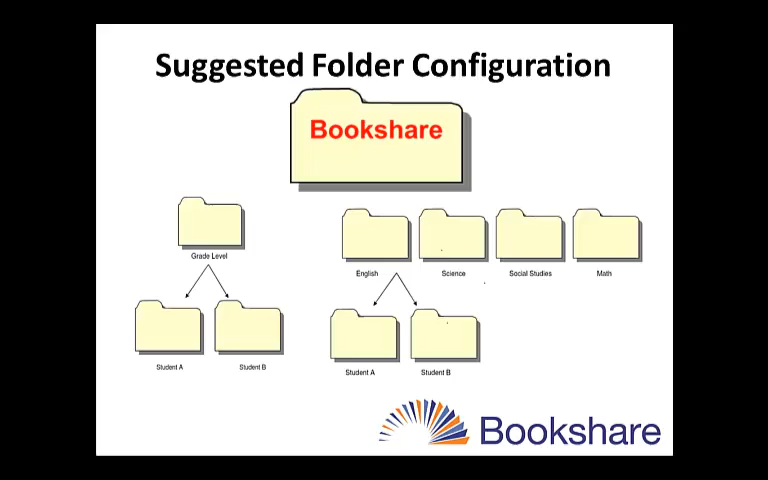 Suggested Folder Configuration
Bookshare
Grade Level
English Science Social Studies Math
Student A Student B
Student A Student B
Bookshare